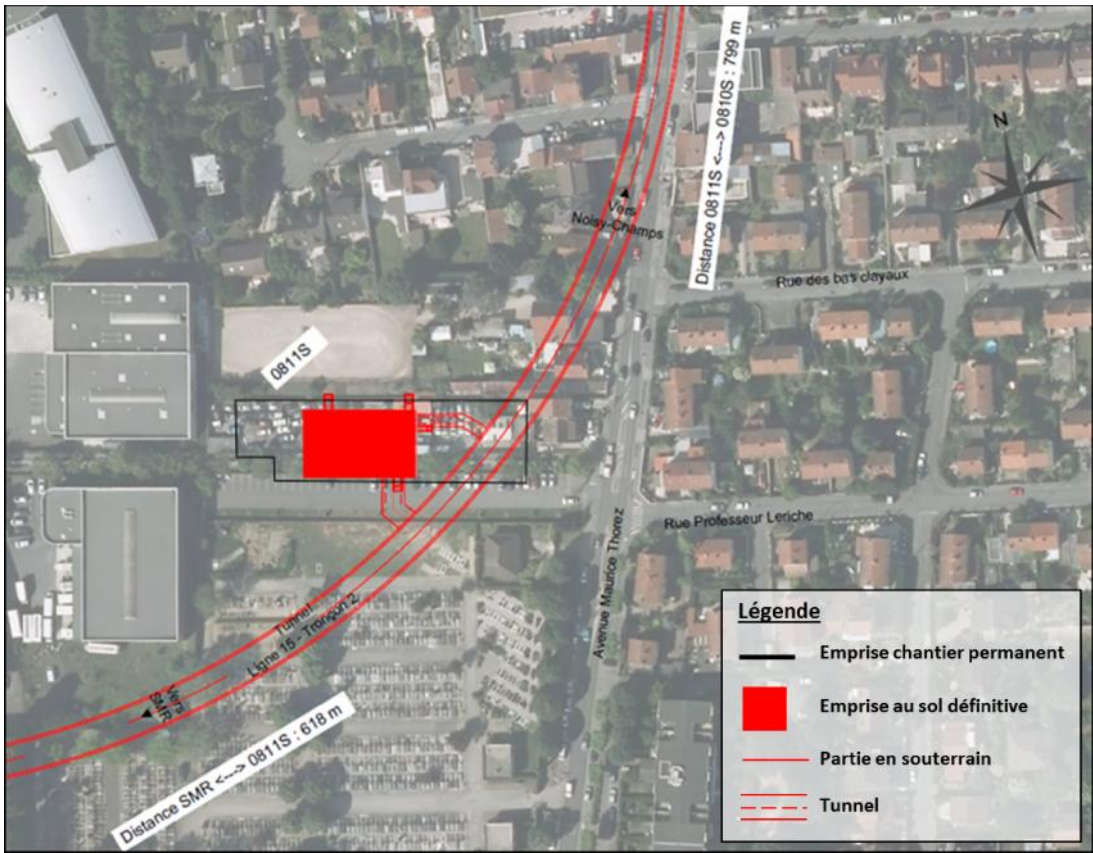 Distance 0811S <---> 0810S : 799 m
N
Vers
Noisy-Champs
Rue des bas clayaux
0811S
Rue Professeur Leriche
Avenue Maurice Thorez
Tunnel
Ligne 15 - Tronçon 2
Vers
SMR
Distance SMR <---> 0811S : 618 m
Légende
Emprise chantier permanent
Emprise au sol définitive
Partie en souterrain
Tunnel